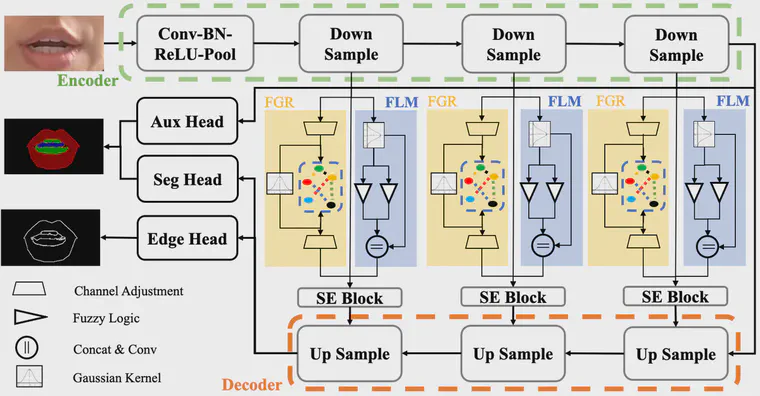 Conv-BN-
ReLU-Pool
Down
Sample
Down
Sample
Down
Sample
Encoder
FGR
FLM
FGR
FLM
FGR
FLM
Aux Head
Seg Head
Edge Head
Channel Adjustment
Fuzzy Logic
Concat & Conv
Gaussian Kernel
SE Block
SE Block
SE Block
Up Sample
Up Sample
Up Sample
Decoder